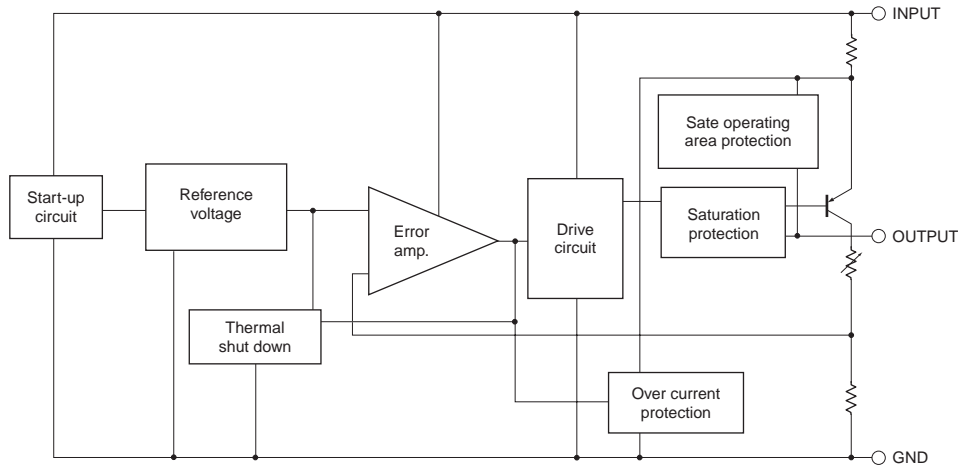 INPUT
Sate operating
area protection
Start-up
circuit
Reference
voltage
Error
amp.
Drive
circuit
Saturation
protection
OUTPUT
Thermal
shut down
Over current
protection
GND